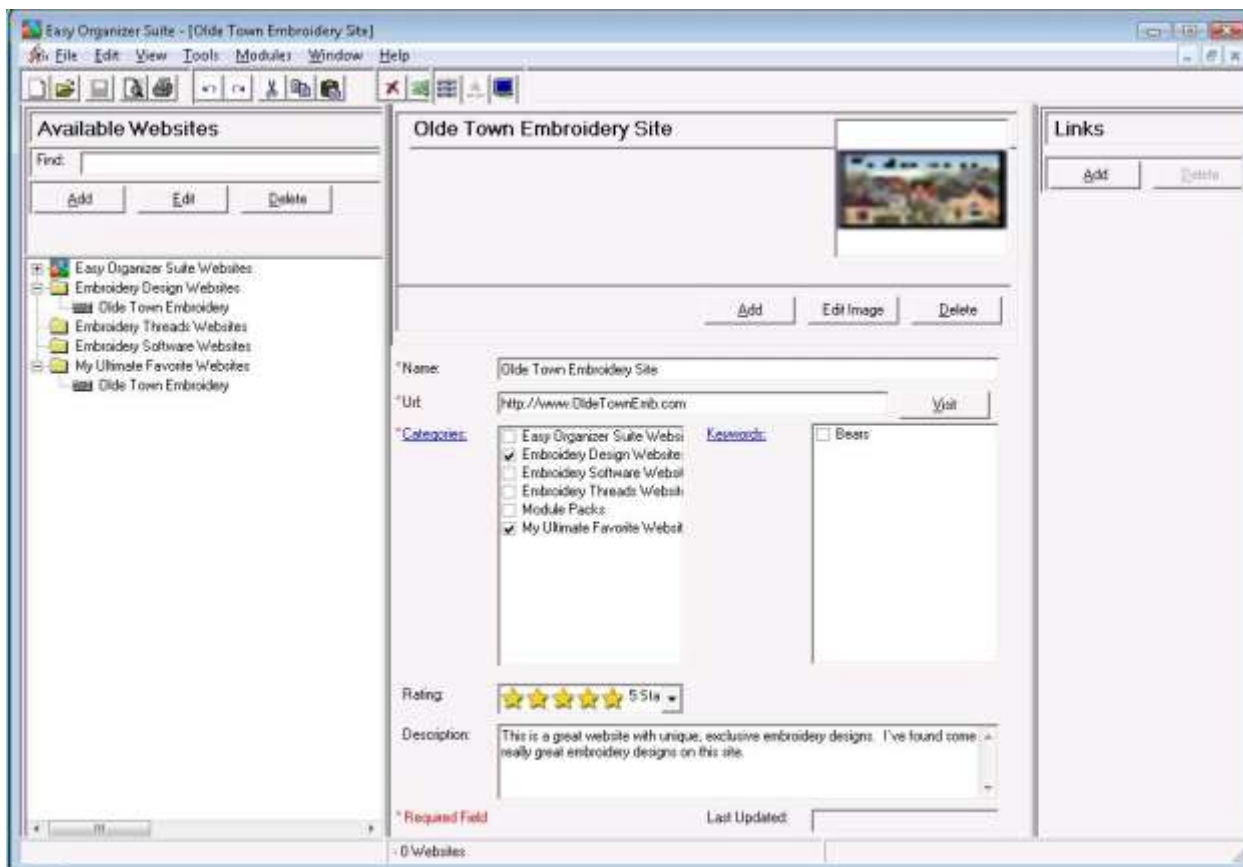 Easy Organizer Suite - [Olde Town Embroidery Site]
File Edit View Tools Modules Window Help
Available Websites
Find:
Add Edit Delete
Easy Organizer Suite Websites
Embroidery Design Websites
Olde Town Embroidery
Embroidery Threads Websites
Embroidery Software Websites
My Ultimate Favorite Websites
Olde Town Embroidery
Olde Town Embroidery Site
Add Edit Image Delete
*Name: Olde Town Embroidery Site
*Url: http://www.OldeTownEmb.com Visit
*Categories:
Easy Organizer Suite Websi
Embroidery Design Website
Embroidery Software Websit
Embroidery Threads Websit
Module Packs
My Ultimate Favorite Websit
Keywords:
Bears
Rating: 5 Sta
Description: This is a great website with unique, exclusive embroidery designs. I've found some
really great embroidery designs on this site.
* Required Field Last Updated:
- 0 Websites
Links
Add Delete